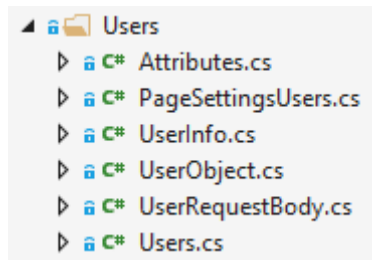 Users
C# Attributes.cs
C# PageSettingsUsers.cs
C# UserInfo.cs
C# UserObject.cs
C# UserRequestBody.cs
C# Users.cs